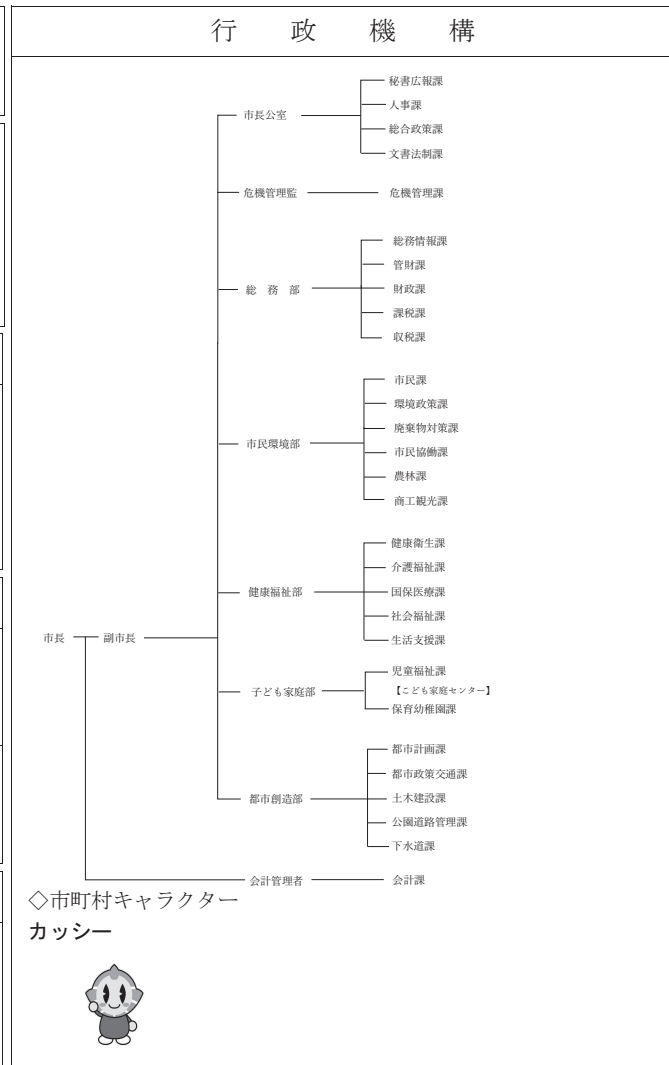 行政機構
秘書広報課
市長公室
人事課
総合政策課
文書法制課
危機管理監
危機管理課
総務情報課
管財課
総務部
財政課
課税課
収税課
市民課
環境政策課
廃棄物対策課
市民環境部
市民協働課
農林課
商工観光課
健康衛生課
介護福祉課
健康福祉部
国保医療課
社会福祉課
生活支援課
市長
副市長
児童福祉課
子ども家庭部
【こども家庭センター】
保育幼稚園課
都市計画課
都市政策交通課
都市創造部
土木建設課
公園道路管理課
下水道課
会計管理者
会計課
◇市町村キャラクター
カッシー